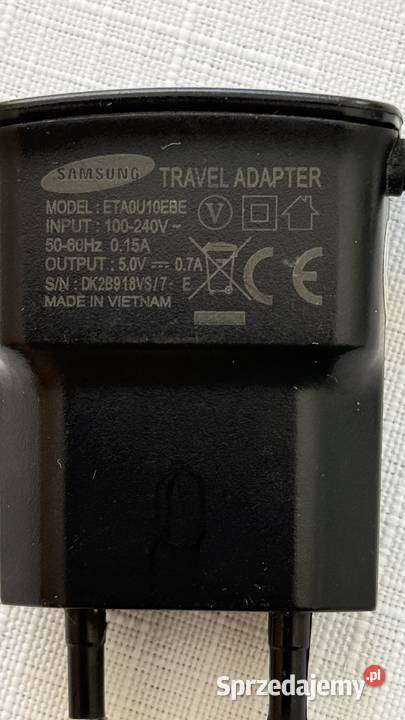 SAMSUNG TRAVEL ADAPTER
MODEL : ETA0U10EBE
INPUT : 100-240V ~
50-60Hz 0.15A
OUTPUT : 5.0V ⎓ 0.7A
S/N : DK2B918VS/7- E
MADE IN VIETNAM
V
CE
Sprzedajemy.pl